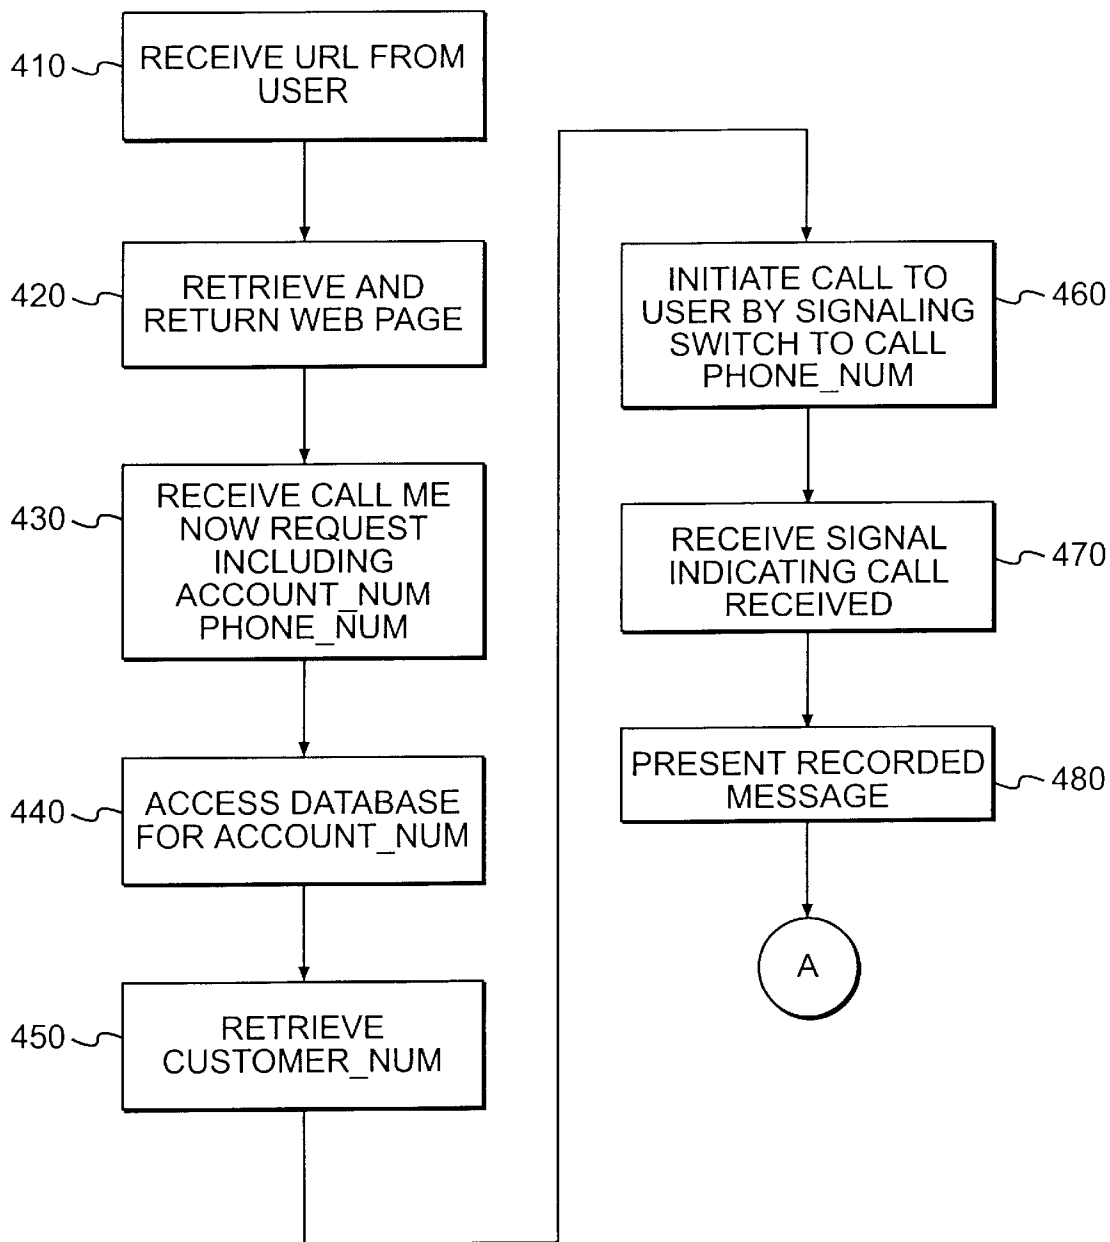 410
RECEIVE URL FROM
USER
420
RETRIEVE AND
RETURN WEB PAGE
430
RECEIVE CALL ME
NOW REQUEST
INCLUDING
ACCOUNT_NUM
PHONE_NUM
440
ACCESS DATABASE
FOR ACCOUNT_NUM
450
RETRIEVE
CUSTOMER_NUM
INITIATE CALL TO
USER BY SIGNALING
SWITCH TO CALL
PHONE_NUM
460
RECEIVE SIGNAL
INDICATING CALL
RECEIVED
470
PRESENT RECORDED
MESSAGE
480
A